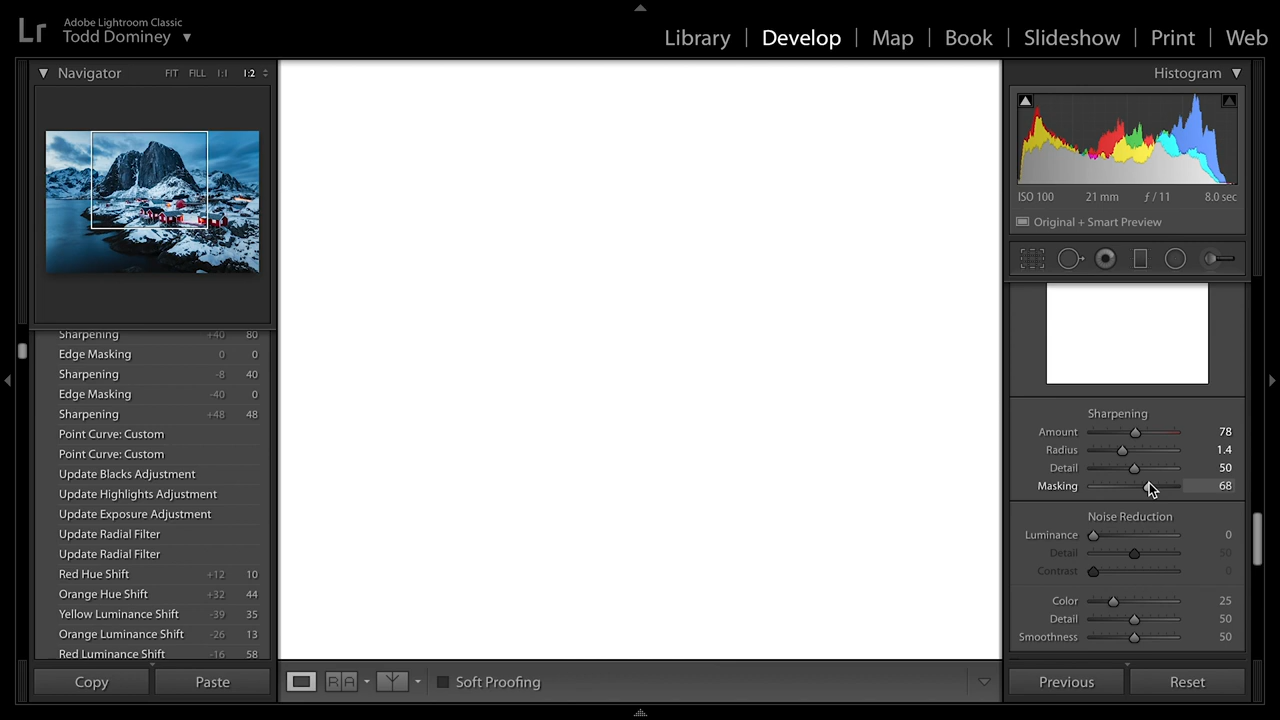 Lr
Adobe Lightroom Classic
Todd Dominey
Library | Develop | Map | Book | Slideshow | Print | Web
Navigator FIT FILL 1:1 1:2
Sharpening +40 80
Edge Masking 0 0
Sharpening -8 40
Edge Masking -40 0
Sharpening +48 48
Point Curve: Custom
Point Curve: Custom
Update Blacks Adjustment
Update Highlights Adjustment
Update Exposure Adjustment
Update Radial Filter
Update Radial Filter
Red Hue Shift +12 10
Orange Hue Shift +32 44
Yellow Luminance Shift -39 35
Orange Luminance Shift -26 13
Red Luminance Shift -16 58
Copy Paste
R A Y Soft Proofing
Histogram
ISO 100 21 mm ƒ / 11 8.0 sec
Original + Smart Preview
Sharpening
Amount 78
Radius 1.4
Detail 50
Masking 68
Noise Reduction
Luminance 0
Detail 50
Contrast 0
Color 25
Detail 50
Smoothness 50
Previous Reset